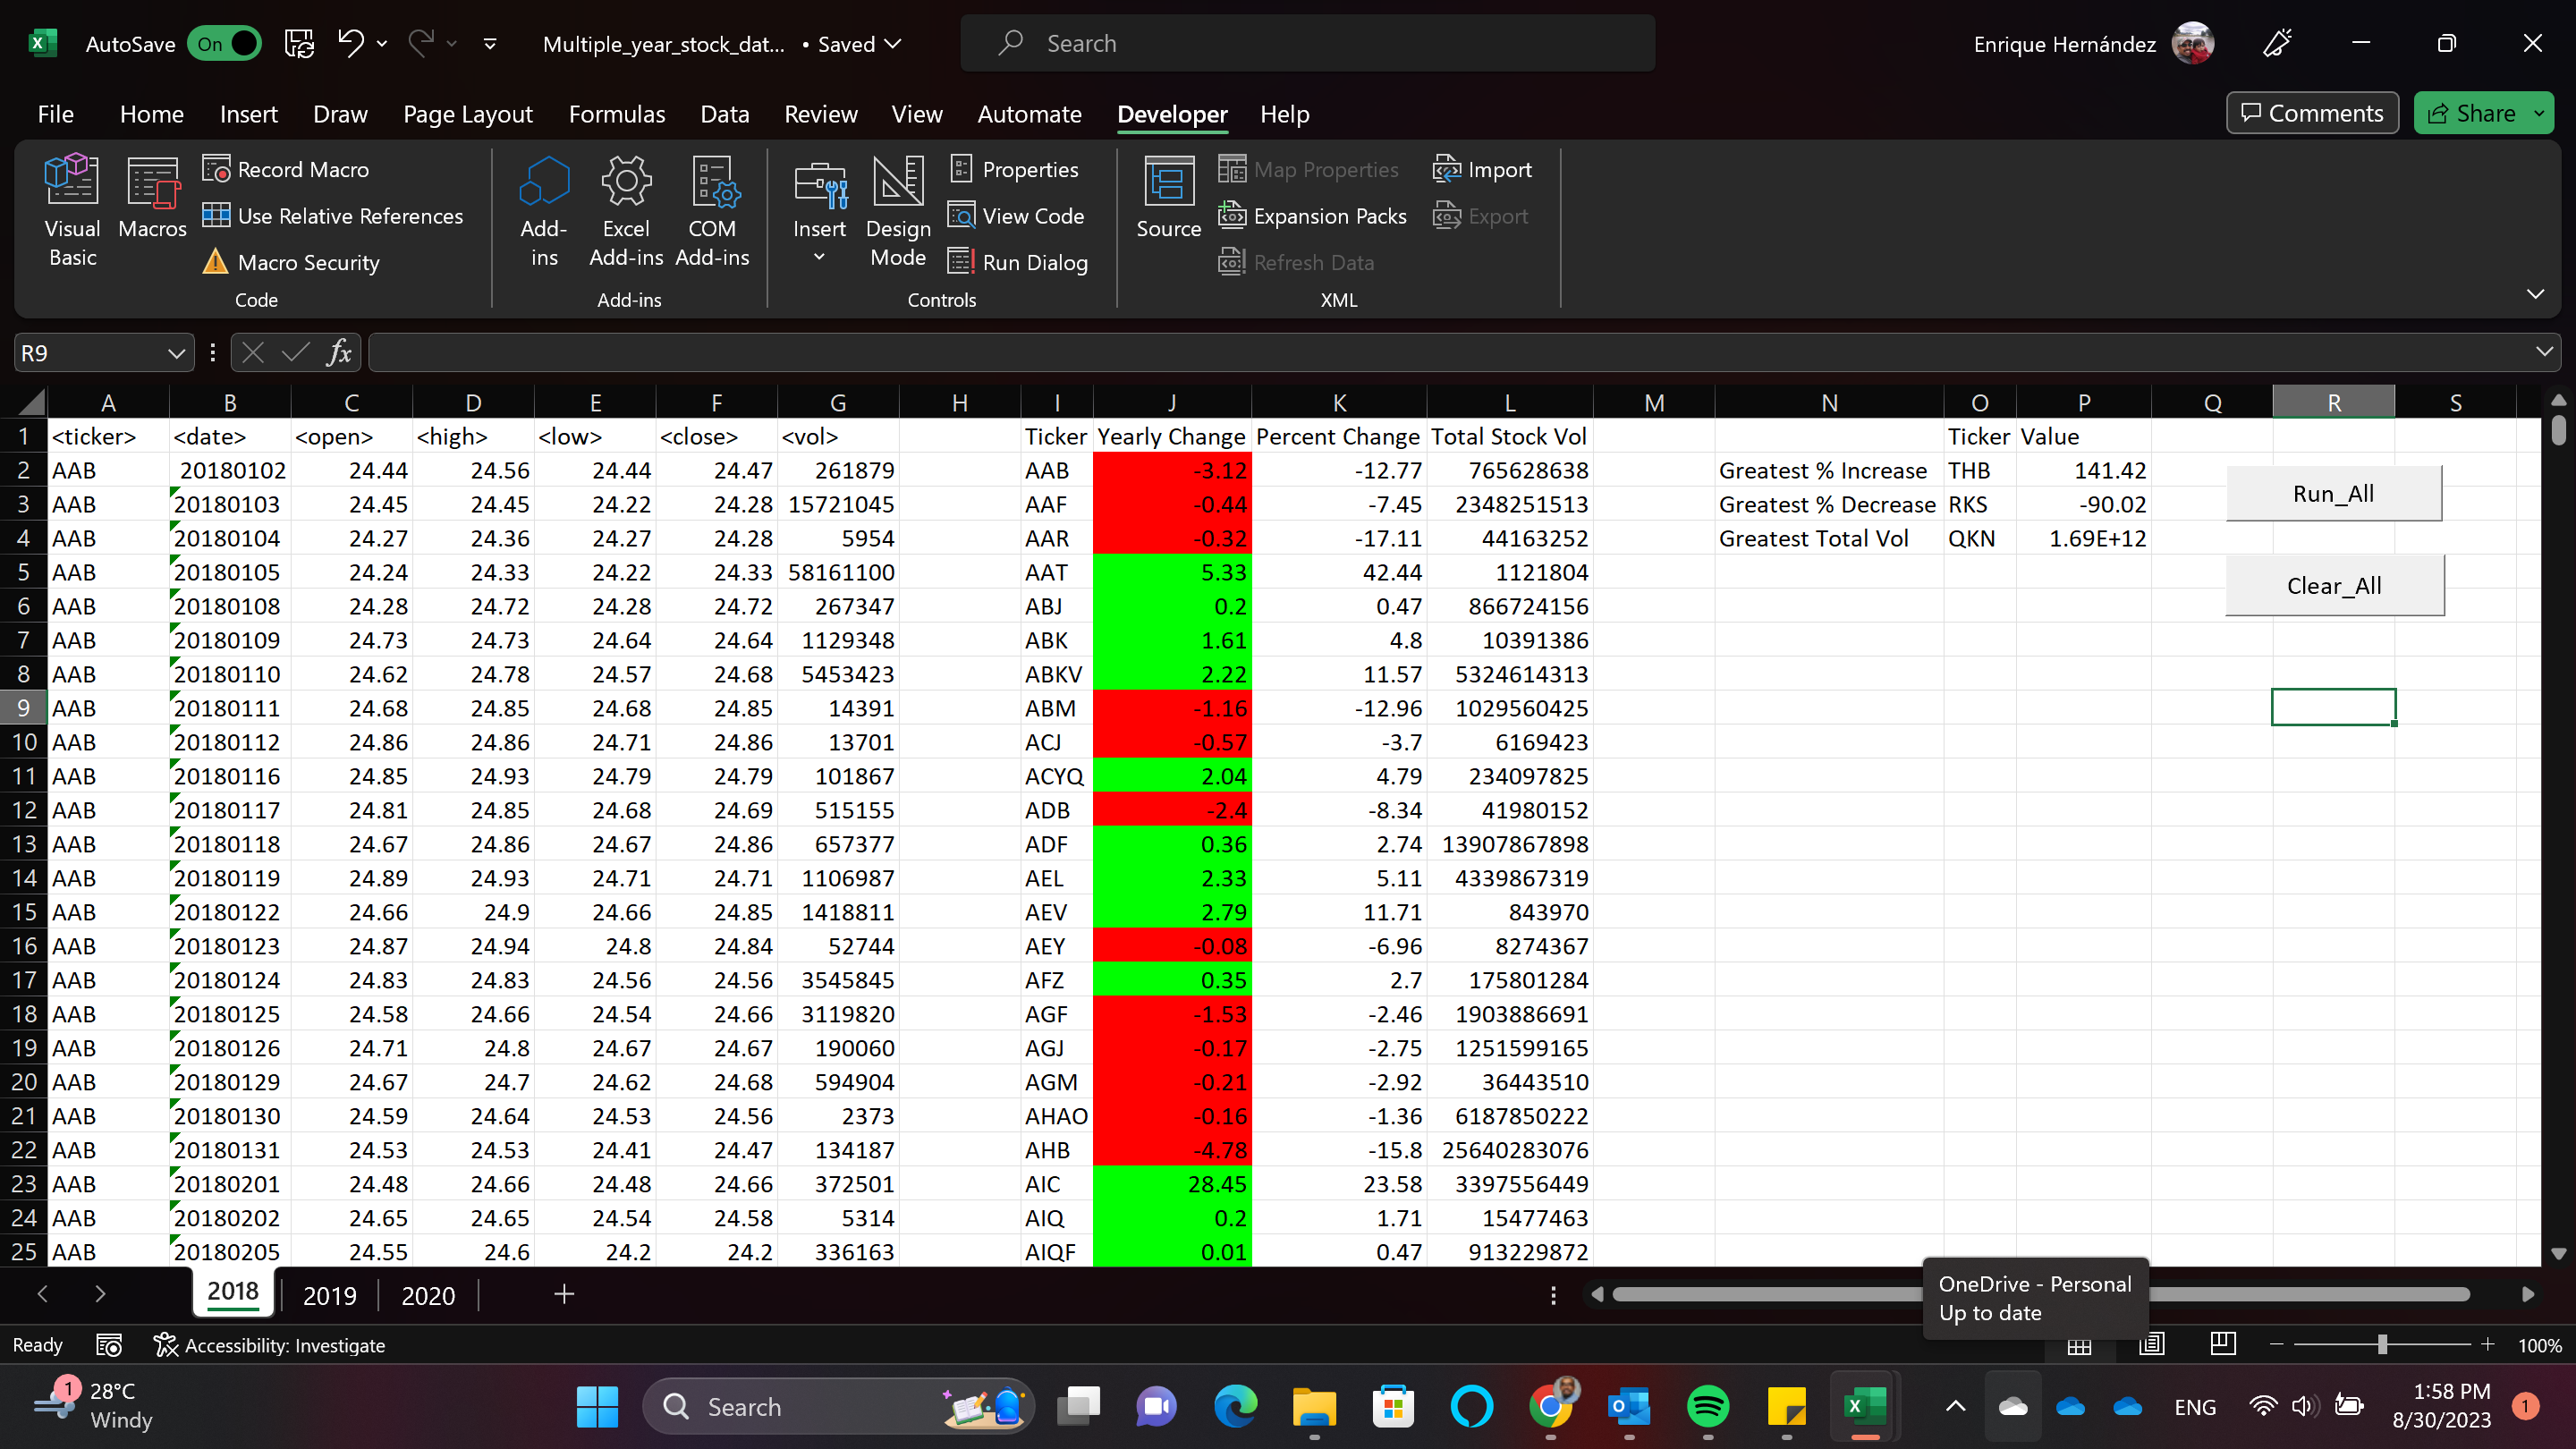 AutoSave On Multiple_year_stock_dat... • Saved Search Enrique Hernández
File Home Insert Draw Page Layout Formulas Data Review View Automate Developer Help Comments Share
Visual Basic
Macros
Record Macro
Use Relative References
Macro Security
Code
Add-ins
Excel Add-ins
COM Add-ins
Add-ins
Insert
Design Mode
Properties
View Code
Run Dialog
Controls
Source
Map Properties
Expansion Packs
Refresh Data
Import
Export
XML
R9 fx
A B C D E F G H I J K L M N O P Q R S
1 <ticker> <date> <open> <high> <low> <close> <vol> Ticker Yearly Change Percent Change Total Stock Vol Ticker Value
2 AAB 20180102 24.44 24.56 24.44 24.47 261879 AAB -3.12 -12.77 765628638 Greatest % Increase THB 141.42
Run_All
3 AAB 20180103 24.45 24.45 24.22 24.28 15721045 AAF -0.44 -7.45 2348251513 Greatest % Decrease RKS -90.02
4 AAB 20180104 24.27 24.36 24.27 24.28 5954 AAR -0.32 -17.11 44163252 Greatest Total Vol QKN 1.69E+12
5 AAB 20180105 24.24 24.33 24.22 24.33 58161100 AAT 5.33 42.44 1121804
Clear_All
6 AAB 20180108 24.28 24.72 24.28 24.72 267347 ABJ 0.2 0.47 866724156
7 AAB 20180109 24.73 24.73 24.64 24.64 1129348 ABK 1.61 4.8 10391386
8 AAB 20180110 24.62 24.78 24.57 24.68 5453423 ABKV 2.22 11.57 5324614313
9 AAB 20180111 24.68 24.85 24.68 24.85 14391 ABM -1.16 -12.96 1029560425
10 AAB 20180112 24.86 24.86 24.71 24.86 13701 ACJ -0.57 -3.7 6169423
11 AAB 20180116 24.85 24.93 24.79 24.79 101867 ACYQ 2.04 4.79 234097825
12 AAB 20180117 24.81 24.85 24.68 24.69 515155 ADB -2.4 -8.34 41980152
13 AAB 20180118 24.67 24.86 24.67 24.86 657377 ADF 0.36 2.74 13907867898
14 AAB 20180119 24.89 24.93 24.71 24.71 1106987 AEL 2.33 5.11 4339867319
15 AAB 20180122 24.66 24.9 24.66 24.85 1418811 AEV 2.79 11.71 843970
16 AAB 20180123 24.87 24.94 24.8 24.84 52744 AEY -0.08 -6.96 8274367
17 AAB 20180124 24.83 24.83 24.56 24.56 3545845 AFZ 0.35 2.7 175801284
18 AAB 20180125 24.58 24.66 24.54 24.66 3119820 AGF -1.53 -2.46 1903886691
19 AAB 20180126 24.71 24.8 24.67 24.67 190060 AGJ -0.17 -2.75 1251599165
20 AAB 20180129 24.67 24.7 24.62 24.68 594904 AGM -0.21 -2.92 36443510
21 AAB 20180130 24.59 24.64 24.53 24.56 2373 AHAO -0.16 -1.36 6187850222
22 AAB 20180131 24.53 24.53 24.41 24.47 134187 AHB -4.78 -15.8 25640283076
23 AAB 20180201 24.48 24.66 24.48 24.66 372501 AIC 28.45 23.58 3397556449
24 AAB 20180202 24.65 24.65 24.54 24.58 5314 AIQ 0.2 1.71 15477463
25 AAB 20180205 24.55 24.6 24.2 24.2 336163 AIQF 0.01 0.47 913229872
2018 2019 2020
OneDrive - Personal
Up to date
Ready Accessibility: Investigate 100%
1 28°C
Windy
Search
ENG
1:58 PM
8/30/2023
1